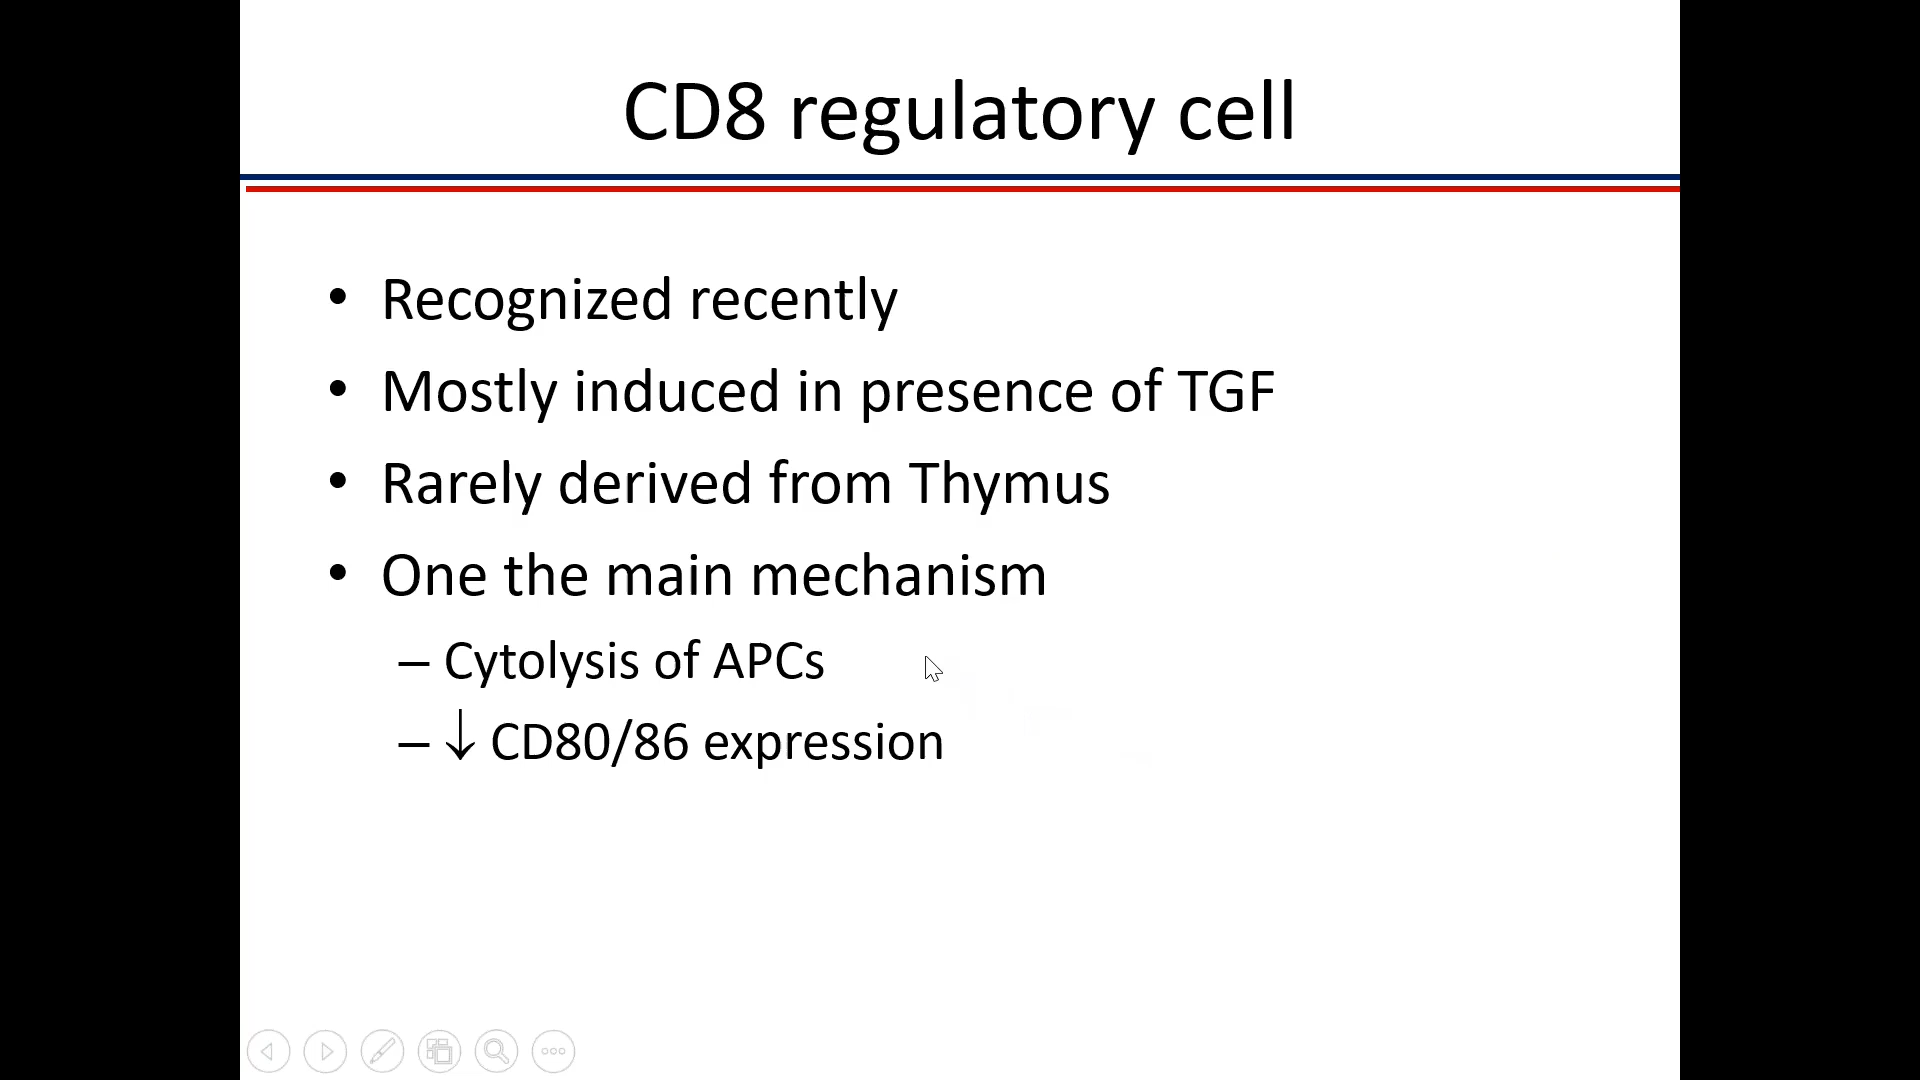 CD8 regulatory cell
• Recognized recently
• Mostly induced in presence of TGF
• Rarely derived from Thymus
• One the main mechanism
– Cytolysis of APCs
– ↓ CD80/86 expression